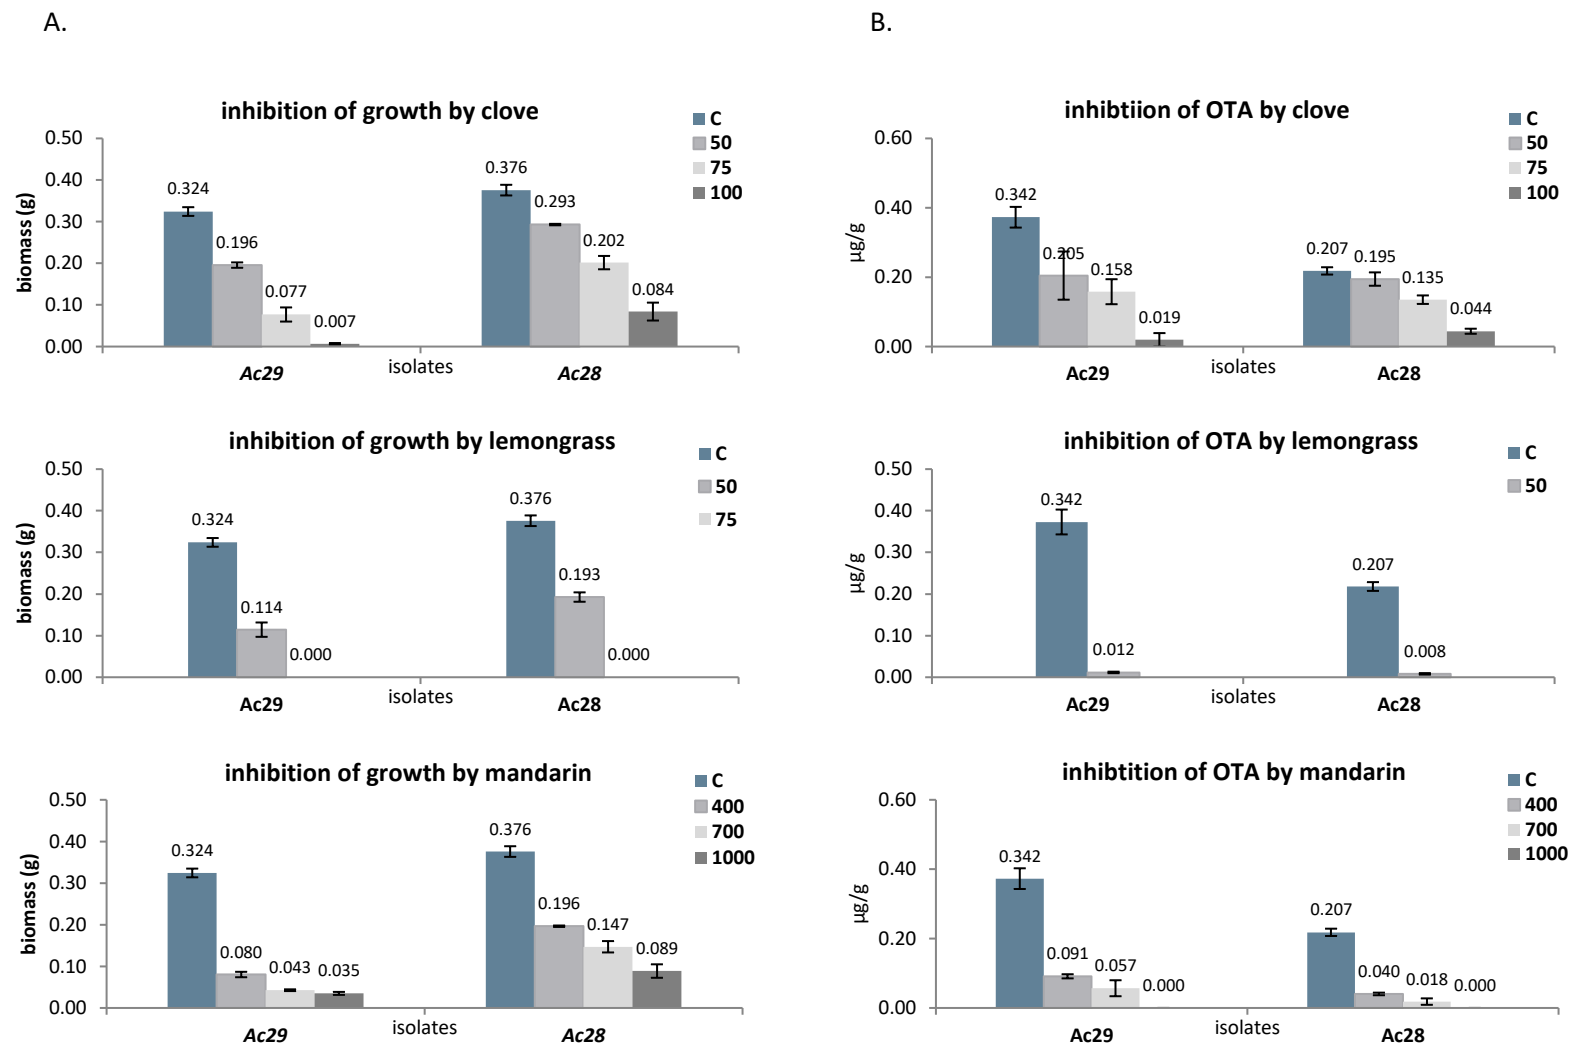 A.
B.
inhibition of growth by clove
C
50
75
100
0.50
0.40
0.30
0.20
0.10
0.00
biomass (g)
0.324
0.196
0.077
0.007
0.376
0.293
0.202
0.084
Ac29
isolates
Ac28
inhibtiion of OTA by clove
C
50
75
100
0.60
0.40
0.20
0.00
µg/g
0.342
0.205
0.158
0.019
0.207
0.195
0.135
0.044
Ac29
isolates
Ac28
inhibition of growth by lemongrass
C
50
75
0.50
0.40
0.30
0.20
0.10
0.00
biomass (g)
0.324
0.114
0.000
0.376
0.193
0.000
Ac29
isolates
Ac28
inhibition of OTA by lemongrass
C
50
0.50
0.40
0.30
0.20
0.10
0.00
µg/g
0.342
0.012
0.207
0.008
Ac29
isolates
Ac28
inhibition of growth by mandarin
C
400
700
1000
0.50
0.40
0.30
0.20
0.10
0.00
biomass (g)
0.324
0.080
0.043
0.035
0.376
0.196
0.147
0.089
Ac29
isolates
Ac28
inhibtition of OTA by mandarin
C
400
700
1000
0.60
0.40
0.20
0.00
µg/g
0.342
0.091
0.057
0.000
0.207
0.040
0.018
0.000
Ac29
isolates
Ac28